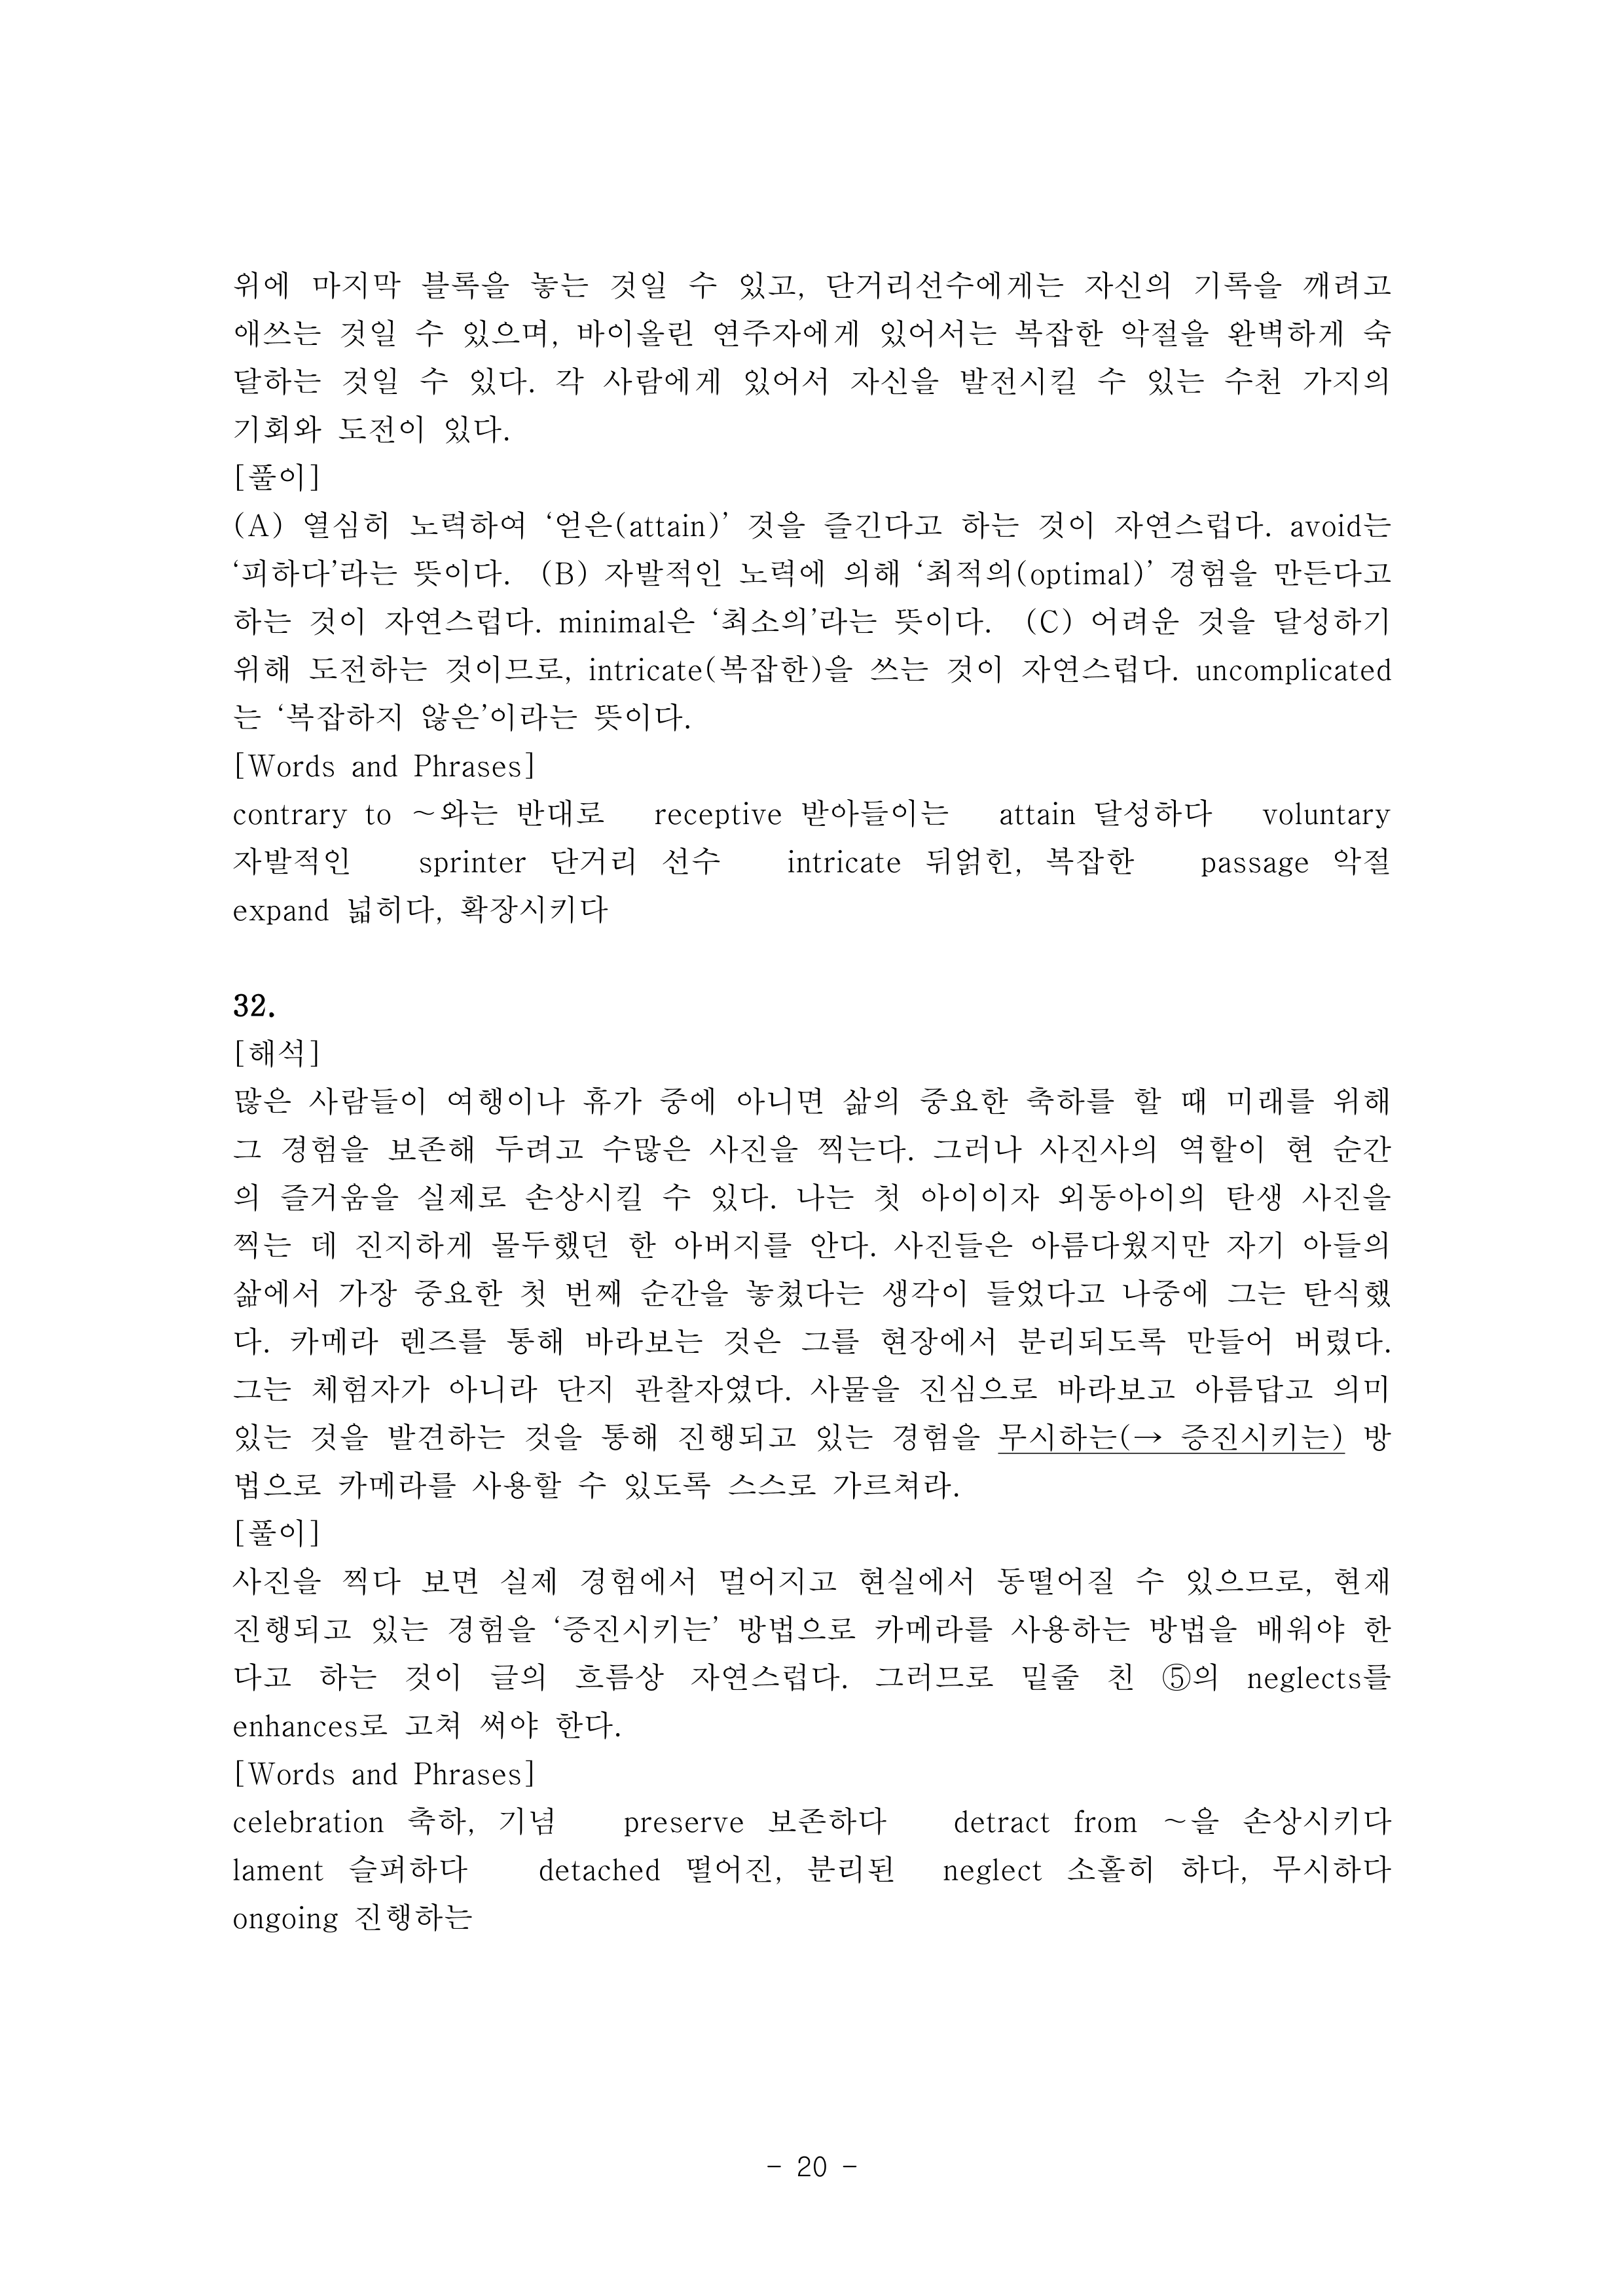 위에 마지막 블록을 놓는 것일 수 있고, 단거리선수에게는 자신의 기록을 깨려고
애쓰는 것일 수 있으며, 바이올린 연주자에게 있어서는 복잡한 악절을 완벽하게 숙
달하는 것일 수 있다. 각 사람에게 있어서 자신을 발전시킬 수 있는 수천 가지의
기회와 도전이 있다.
[풀이]
(A) 열심히 노력하여 ‘얻은(attain)’ 것을 즐긴다고 하는 것이 자연스럽다. avoid는
‘피하다’라는 뜻이다. (B) 자발적인 노력에 의해 ‘최적의(optimal)’ 경험을 만든다고
하는 것이 자연스럽다. minimal은 ‘최소의’라는 뜻이다. (C) 어려운 것을 달성하기
위해 도전하는 것이므로, intricate(복잡한)을 쓰는 것이 자연스럽다. uncomplicated
는 ‘복잡하지 않은’이라는 뜻이다.
[Words and Phrases]
contrary to ~와는 반대로 receptive 받아들이는 attain 달성하다 voluntary
자발적인 sprinter 단거리 선수 intricate 뒤얽힌, 복잡한 passage 악절
expand 넓히다, 확장시키다
32.
[해석]
많은 사람들이 여행이나 휴가 중에 아니면 삶의 중요한 축하를 할 때 미래를 위해
그 경험을 보존해 두려고 수많은 사진을 찍는다. 그러나 사진사의 역할이 현 순간
의 즐거움을 실제로 손상시킬 수 있다. 나는 첫 아이이자 외동아이의 탄생 사진을
찍는 데 진지하게 몰두했던 한 아버지를 안다. 사진들은 아름다웠지만 자기 아들의
삶에서 가장 중요한 첫 번째 순간을 놓쳤다는 생각이 들었다고 나중에 그는 탄식했
다. 카메라 렌즈를 통해 바라보는 것은 그를 현장에서 분리되도록 만들어 버렸다.
그는 체험자가 아니라 단지 관찰자였다. 사물을 진심으로 바라보고 아름답고 의미
있는 것을 발견하는 것을 통해 진행되고 있는 경험을 무시하는(→ 증진시키는) 방
법으로 카메라를 사용할 수 있도록 스스로 가르쳐라.
[풀이]
사진을 찍다 보면 실제 경험에서 멀어지고 현실에서 동떨어질 수 있으므로, 현재
진행되고 있는 경험을 ‘증진시키는’ 방법으로 카메라를 사용하는 방법을 배워야 한
다고 하는 것이 글의 흐름상 자연스럽다. 그러므로 밑줄 친 ⑤의 neglects를
enhances로 고쳐 써야 한다.
[Words and Phrases]
celebration 축하, 기념 preserve 보존하다 detract from ~을 손상시키다
lament 슬퍼하다 detached 떨어진, 분리된 neglect 소홀히 하다, 무시하다
ongoing 진행하는
- 20 -